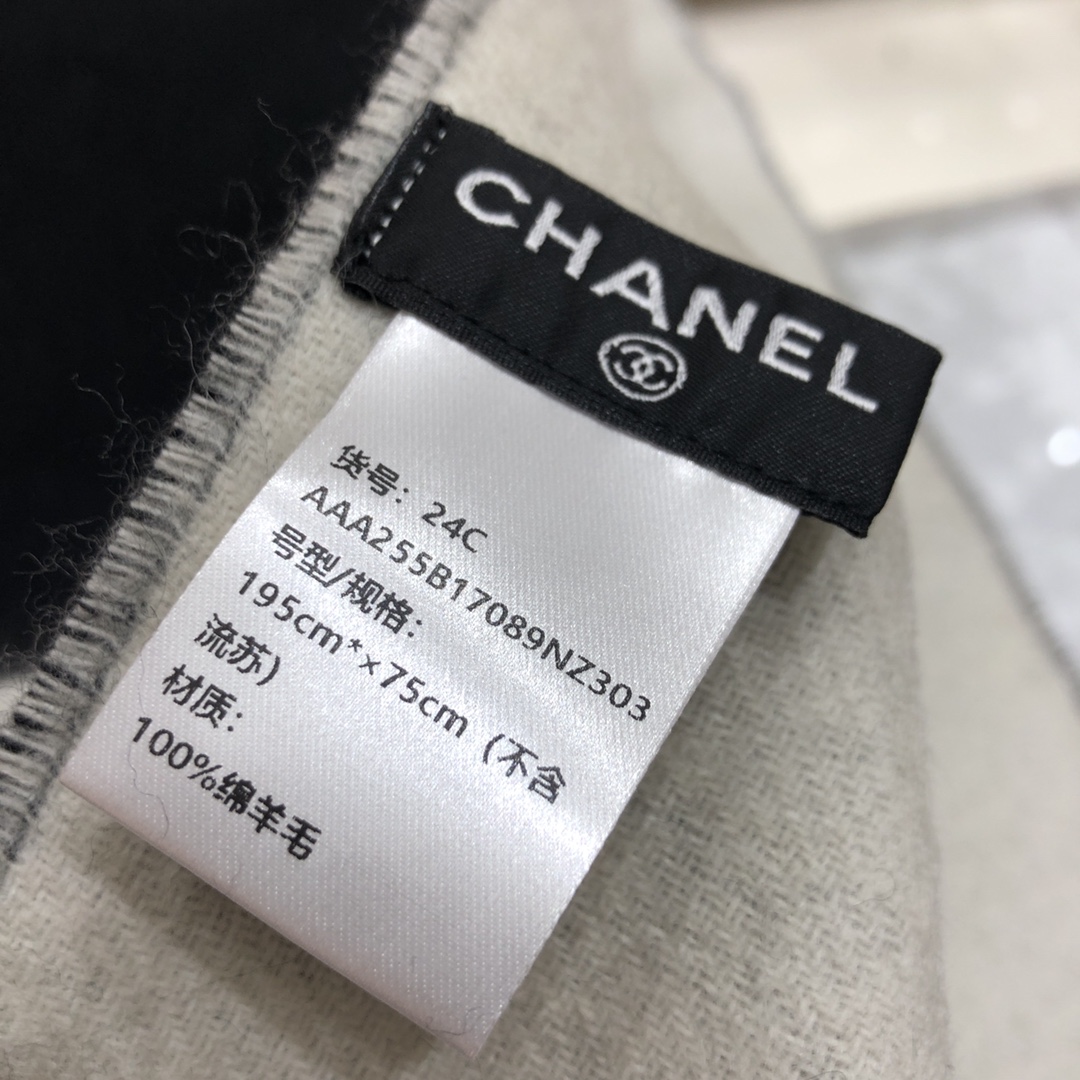 CHANEL
货号：24C
AAA255B17089NZ303
号型/规格：
195cm*×75cm（不含
流苏）
材质：
100%绵羊毛